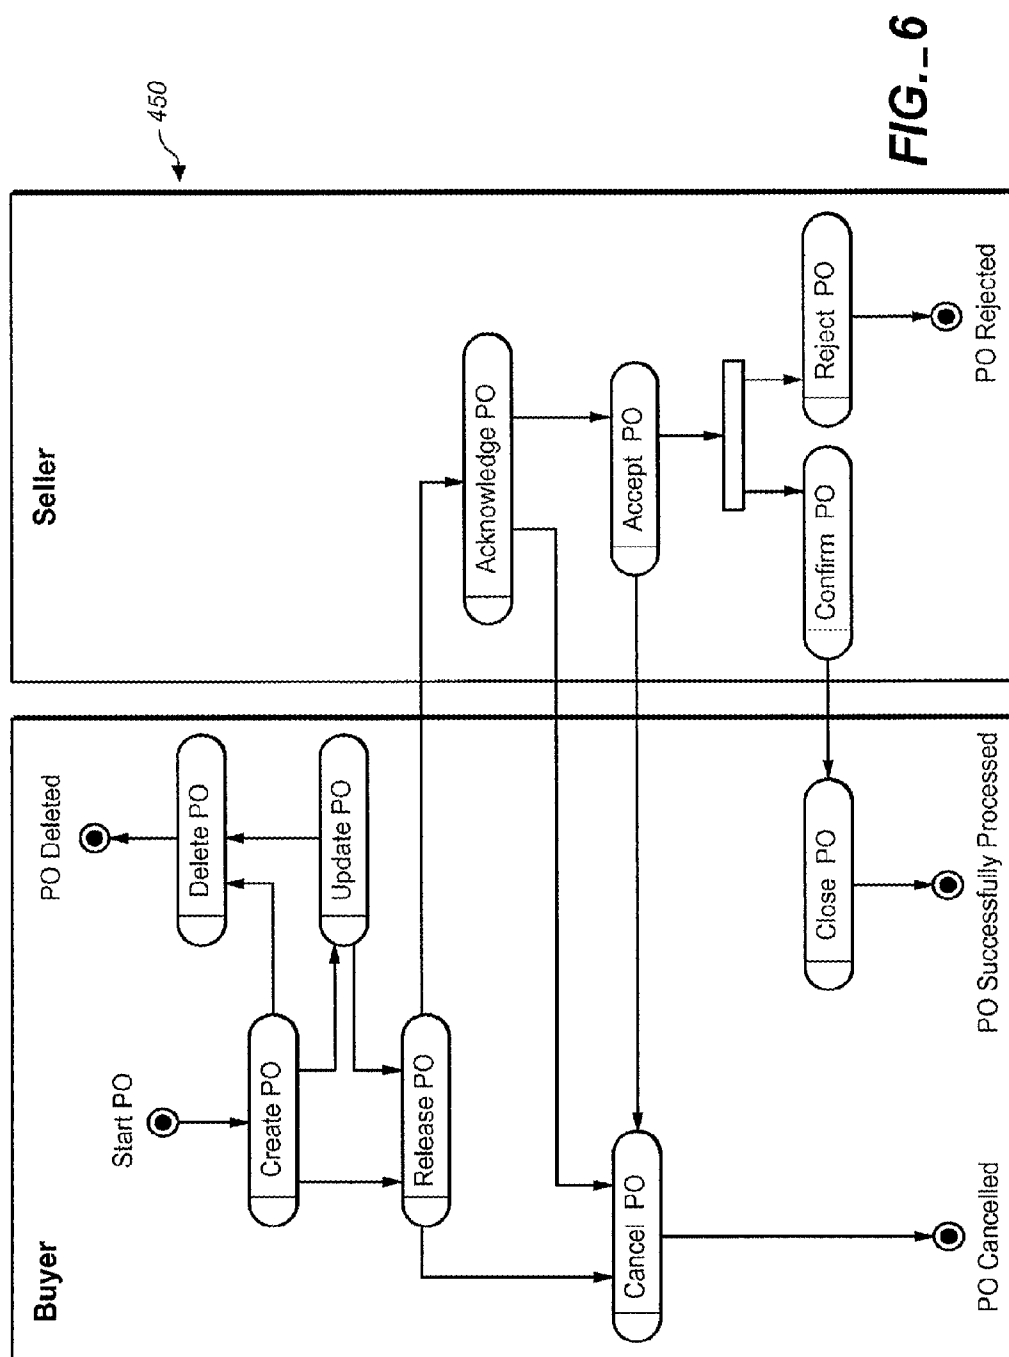 Buyer
Seller
450
Start PO
PO Deleted
Delete PO
Create PO
Update PO
Release PO
Acknowledge PO
Cancel PO
Accept PO
Close PO
Confirm PO
Reject PO
PO Cancelled
PO Successfully Processed
PO Rejected
FIG._6